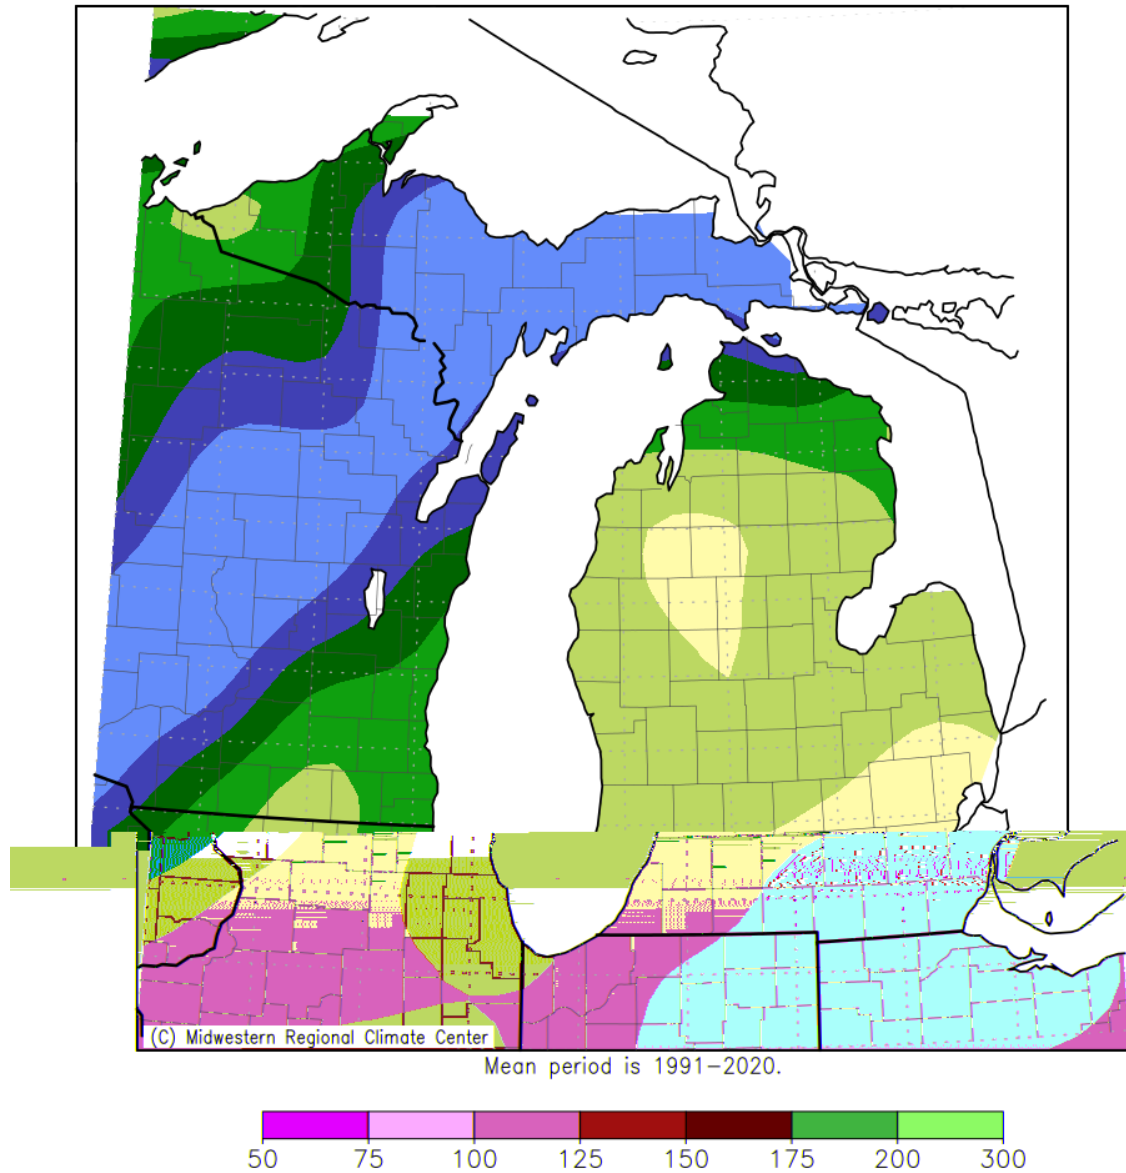 (C) Midwestern Regional Climate Center
Mean period is 1991-2020.
50 75 100 125 150 175 200 300